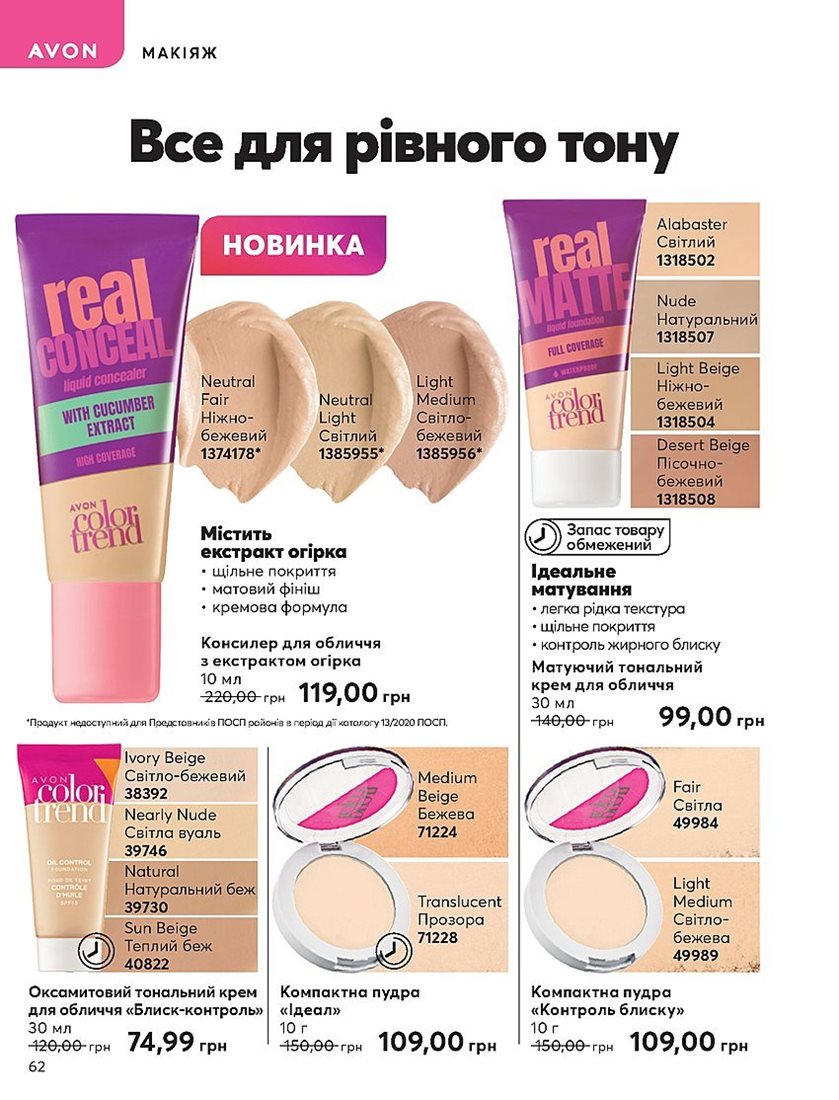 AVON
МАКІЯЖ
Все для рівного тону
НОВИНКА
real
CONCEAL
liquid concealer
WITH CUCUMBER
EXTRACT
HIGH COVERAGE
AVON
color
trend
Neutral
Fair
Ніжно-
бежевий
1374178*
Neutral
Light
Світлий
1385955*
Light
Medium
Світло-
бежевий
1385956*
Містить
екстракт огірка
• щільне покриття
• матовий фініш
• кремова формула
Консилер для обличчя
з екстрактом огірка
10 мл
220,00 грн 119,00 грн
*Продукт недоступний для Представників ПОСП районів в період дії каталогу 13/2020 ПОСП.
real
MATTE
liquid foundation
FULL COVERAGE
WATERPROOF
AVON
color
trend
Alabaster
Світлий
1318502
Nude
Натуральний
1318507
Light Beige
Ніжно-
бежевий
1318504
Desert Beige
Пісочно-
бежевий
1318508
Запас товару
обмежений
Ідеальне
матування
• легка рідка текстура
• щільне покриття
• контроль жирного блиску
Матуючий тональний
крем для обличчя
30 мл
140,00 грн 99,00 грн
AVON
color
trend
OIL CONTROL
FOUNDATION
FOND DE TEINT
CONTRÔLE
D'HUILE
SPF15
Ivory Beige
Світло-бежевий
38392
Nearly Nude
Світла вуаль
39746
Natural
Натуральний беж
39730
Sun Beige
Теплий беж
40822
Оксамитовий тональний крем
для обличчя «Блиск-контроль»
30 мл
120,00 грн 74,99 грн
Medium
Beige
Бежева
71224
Translucent
Прозора
71228
Компактна пудра
«Ідеал»
10 г
150,00 грн 109,00 грн
Fair
Світла
49984
Light
Medium
Світло-
бежева
49989
Компактна пудра
«Контроль блиску»
10 г
150,00 грн 109,00 грн
62